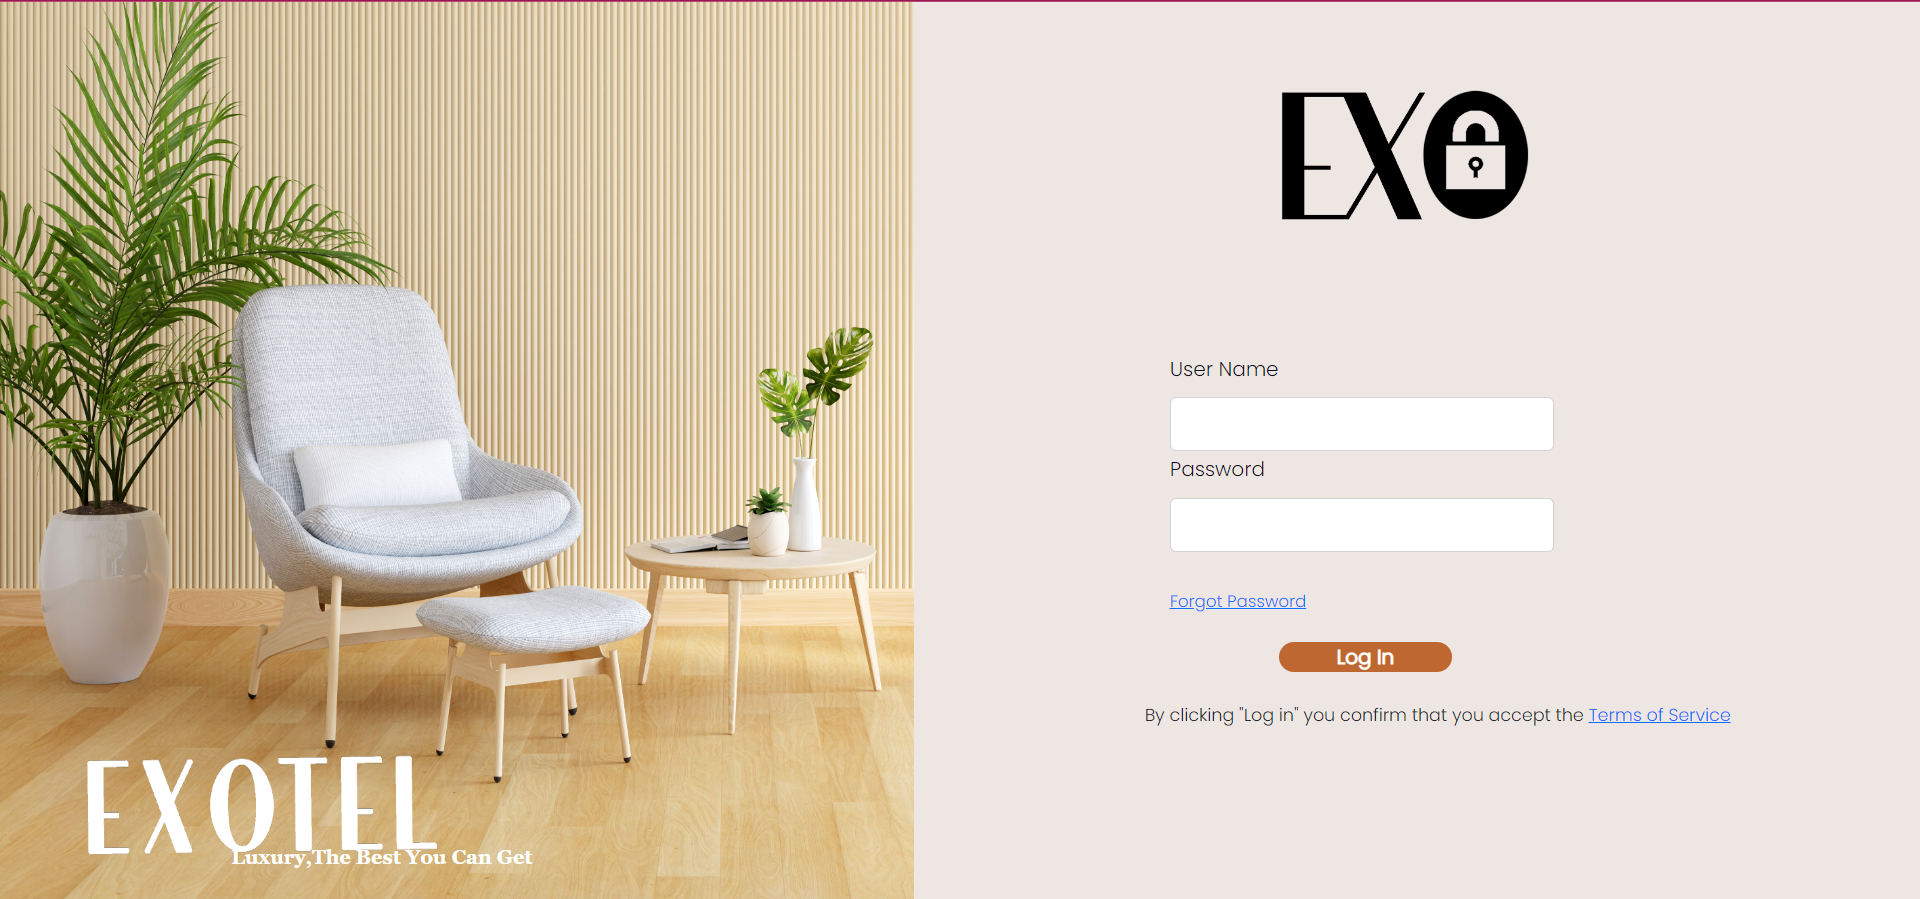 EXO
User Name
Password
Forgot Password
Log In
By clicking "Log in" you confirm that you accept the Terms of Service
EXOTEL
Luxury,The Best You Can Get